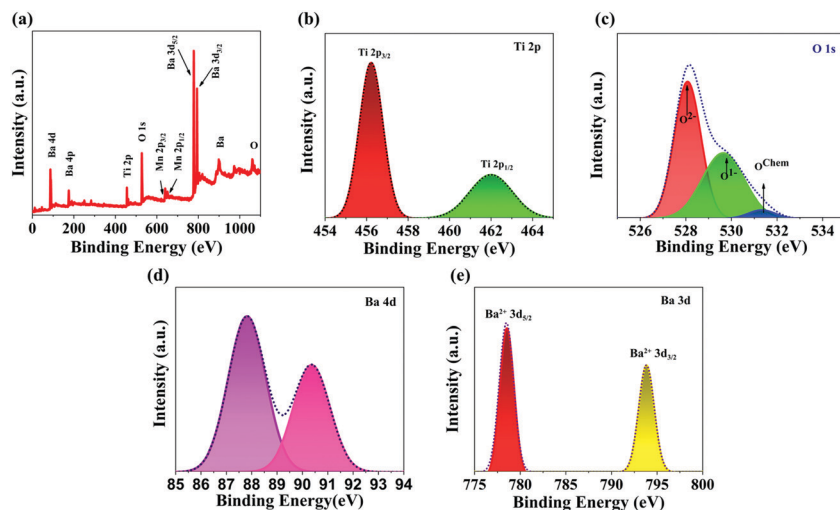 (a)
Intensity (a.u.)
Ba 4d
Ba 4p
Ti 2p
O 1s
Mn 2p3/2
Mn 2p1/2
Ba 3d5/2
Ba 3d3/2
Ba
O
0 200 400 600 800 1000
Binding Energy (eV)
(b)
Intensity (a.u.)
Ti 2p
Ti 2p3/2
Ti 2p1/2
454 456 458 460 462 464
Binding Energy (eV)
(c)
Intensity (a.u.)
O 1s
O2-
O1-
OChem
526 528 530 532 534
Binding Energy (eV)
(d)
Intensity (a.u.)
Ba 4d
85 86 87 88 89 90 91 92 93 94
Binding Energy(eV)
(e)
Intensity (a.u.)
Ba 3d
Ba2+ 3d5/2
Ba2+ 3d3/2
775 780 785 790 795 800
Binding Energy (eV)